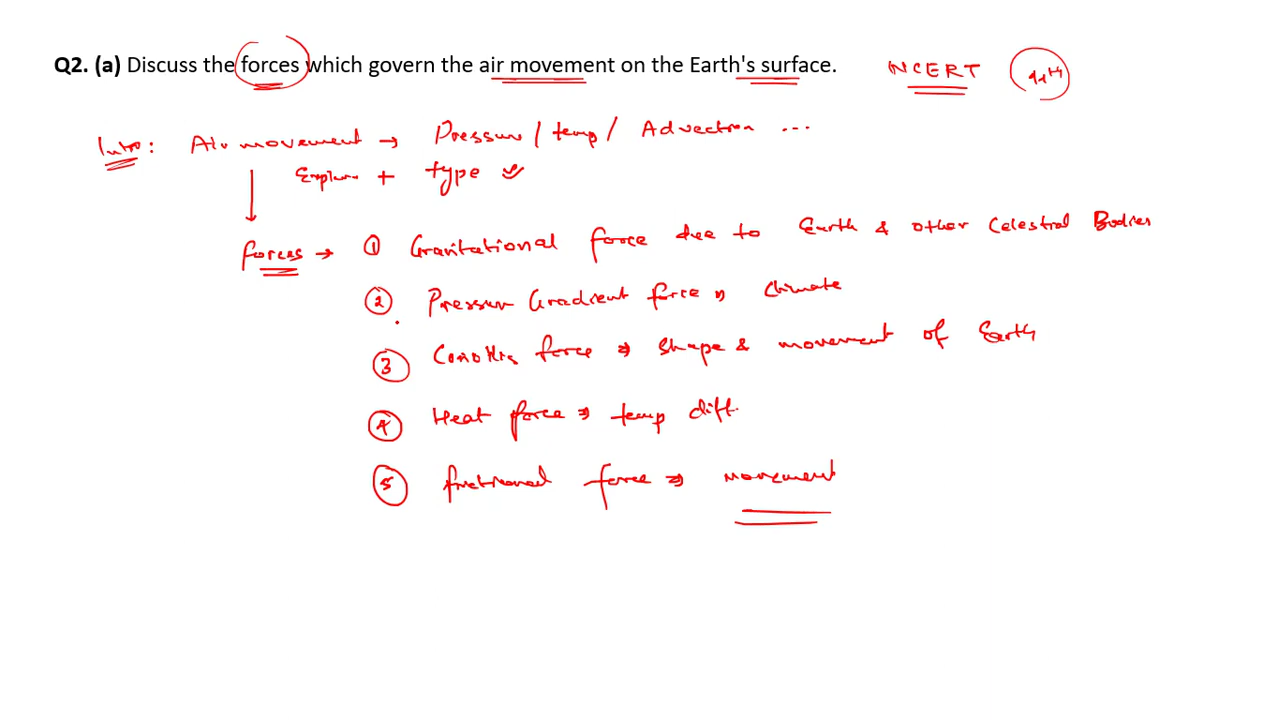 Q2. (a) Discuss the forces which govern the air movement on the Earth's surface. NCERT
Intro: Air movement → Pressure / temp / Advection ...
Explain + type
forces → ① Gravitational force due to Earth & other Celestial Bodies
② Pressure Gradient force ⇒ Climate
③ Coriolis force ⇒ Shape & movement of Earth
④ Heat force ⇒ temp diff.
⑤ frictional force ⇒ movement